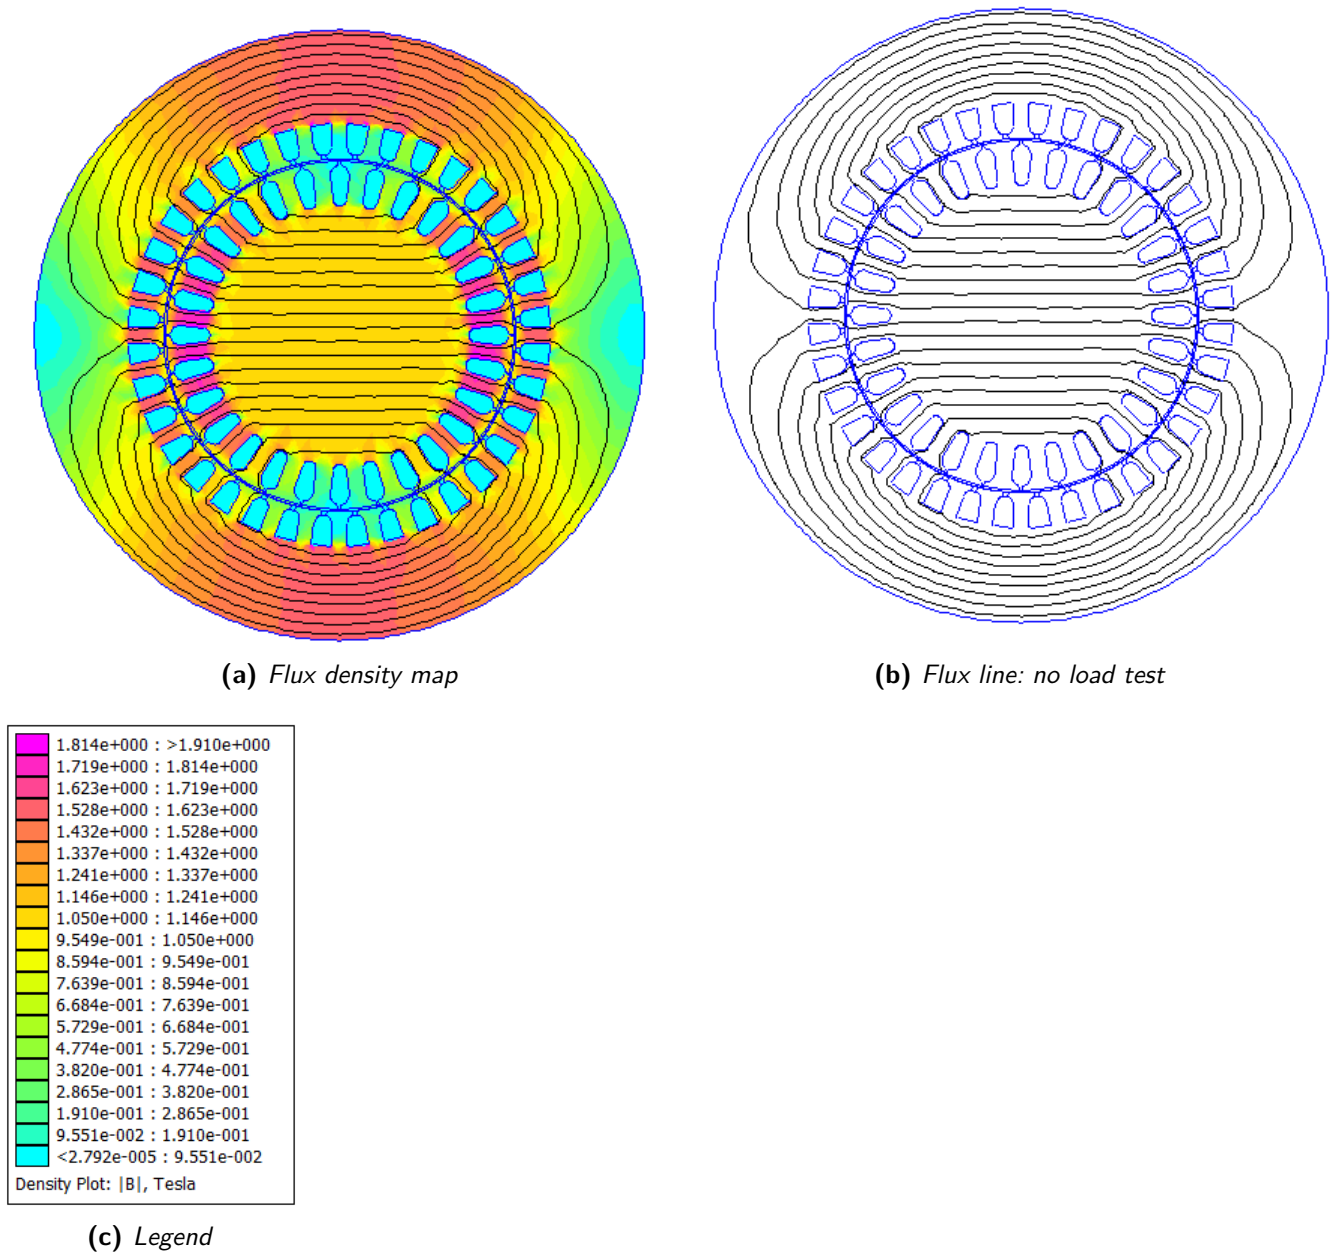 (a) Flux density map
(b) Flux line: no load test
1.814e+000 : >1.910e+000
1.719e+000 : 1.814e+000
1.623e+000 : 1.719e+000
1.528e+000 : 1.623e+000
1.432e+000 : 1.528e+000
1.337e+000 : 1.432e+000
1.241e+000 : 1.337e+000
1.146e+000 : 1.241e+000
1.050e+000 : 1.146e+000
9.549e-001 : 1.050e+000
8.594e-001 : 9.549e-001
7.639e-001 : 8.594e-001
6.684e-001 : 7.639e-001
5.729e-001 : 6.684e-001
4.774e-001 : 5.729e-001
3.820e-001 : 4.774e-001
2.865e-001 : 3.820e-001
1.910e-001 : 2.865e-001
9.551e-002 : 1.910e-001
<2.792e-005 : 9.551e-002
Density Plot: |B|, Tesla
(c) Legend